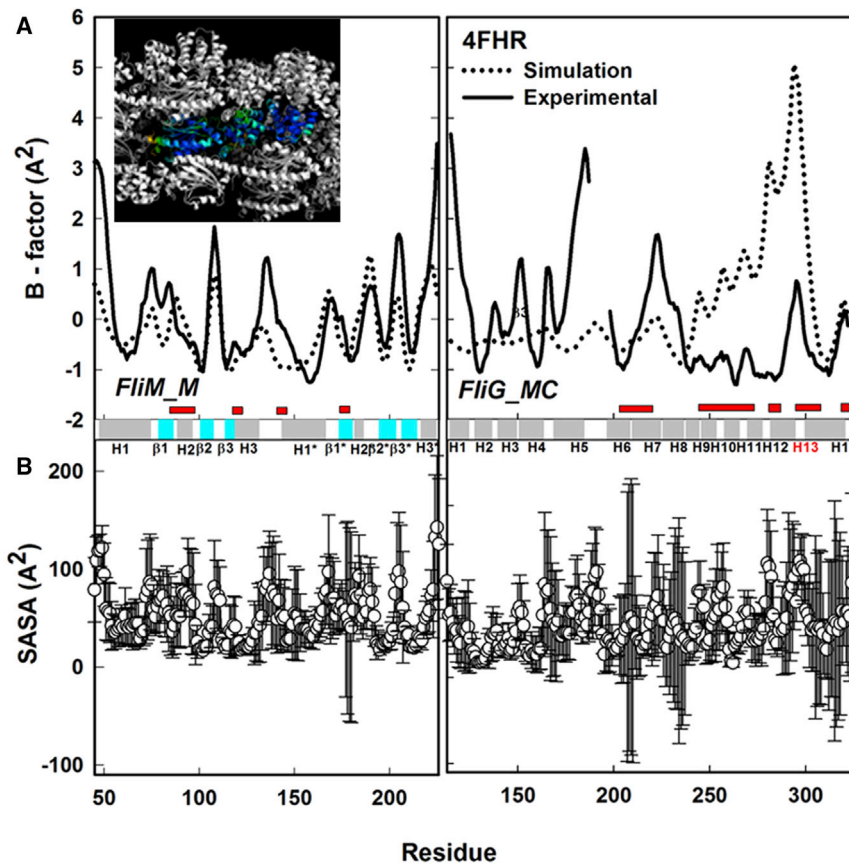 A
6
5
4
3
2
1
0
-1
-2
B - factor (A2)
FliM_M
4FHR
Simulation
Experimental
β3
FliG_MC
H1 β1 H2 β2 β3 H3 H1* β1* H2 β2* β3* H3*
H1 H2 H3 H4 H5 H6 H7 H8 H9 H10 H11 H12 H13 H1
B
200
100
0
-100
SASA (A2)
50 100 150 200
150 200 250 300
Residue